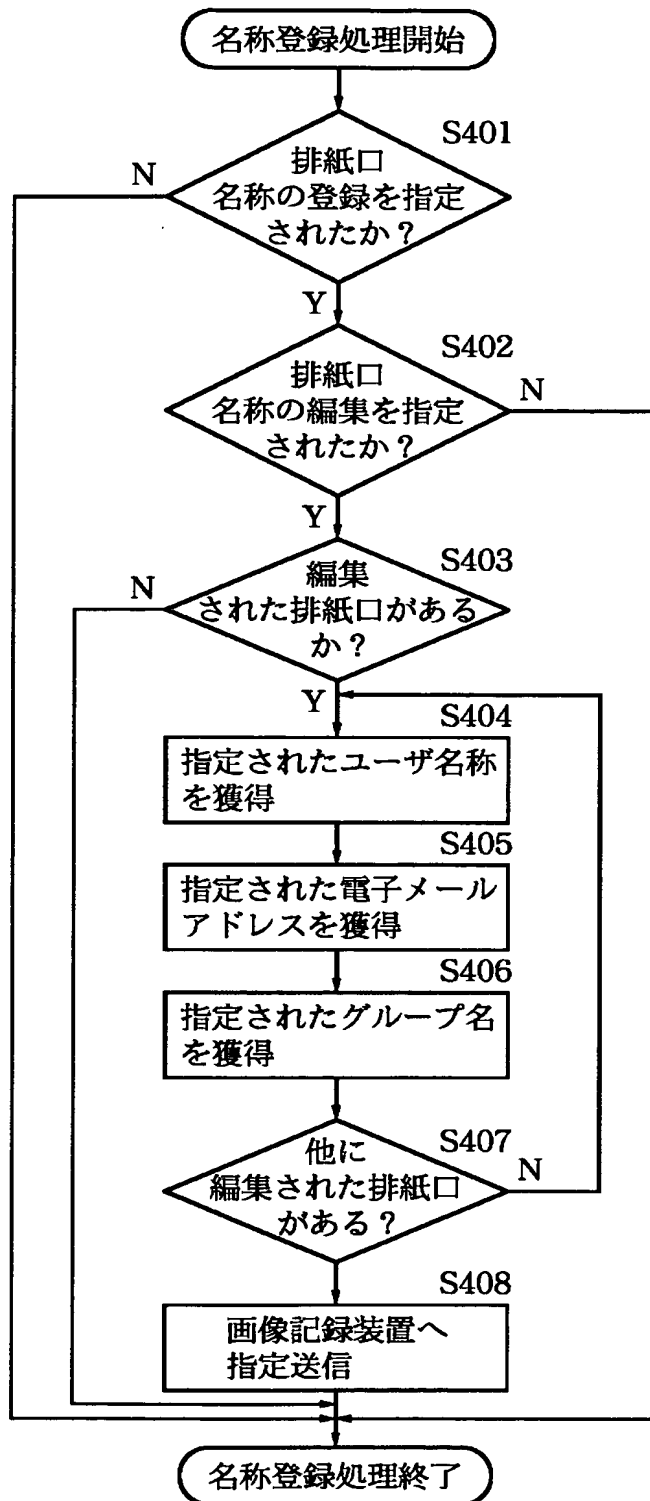 名称登録処理開始
S401
N
排紙口
名称の登録を指定
されたか？
Y
S402
排紙口
名称の編集を指定
されたか？
N
Y
S403
N
編集
された排紙口がある
か？
Y
S404
指定されたユーザ名称
を獲得
S405
指定された電子メール
アドレスを獲得
S406
指定されたグループ名
を獲得
S407
他に
編集された排紙口
がある？
N
S408
画像記録装置へ
指定送信
名称登録処理終了